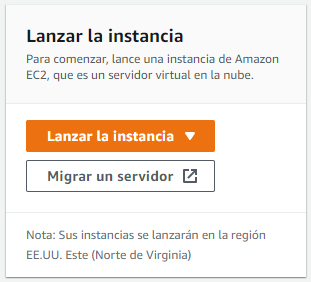 Lanzar la instancia
Para comenzar, lance una instancia de Amazon
EC2, que es un servidor virtual en la nube.
Lanzar la instancia
Migrar un servidor
Nota: Sus instancias se lanzarán en la región
EE.UU. Este (Norte de Virginia)